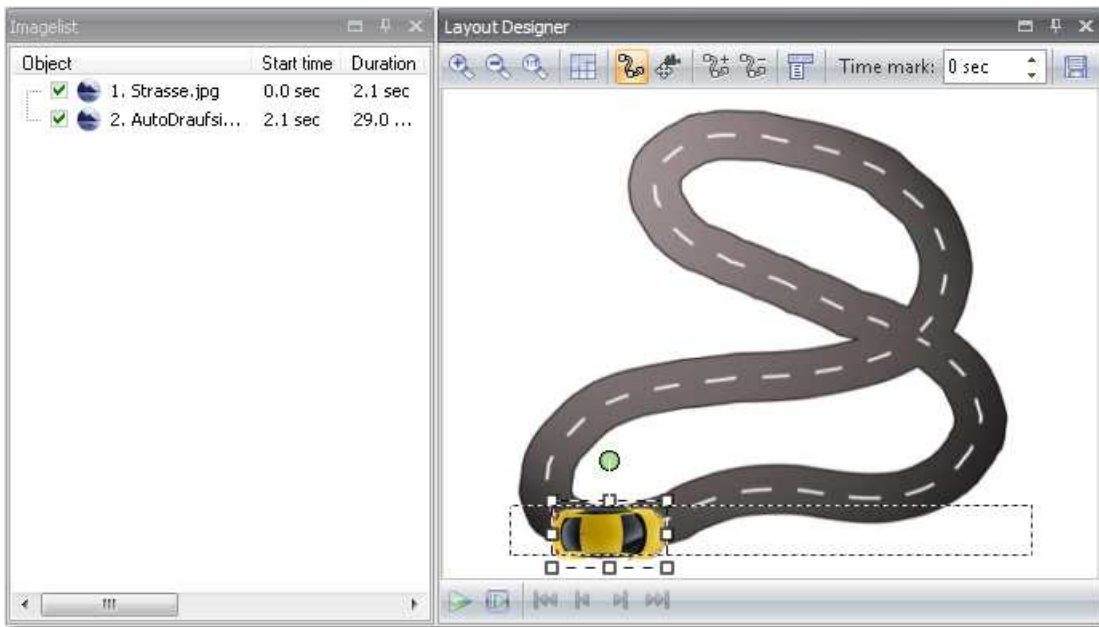 Imagelist
Object Start time Duration
1. Strasse.jpg 0.0 sec 2.1 sec
2. AutoDraufsi... 2.1 sec 29.0 ...
Layout Designer
Time mark: 0 sec